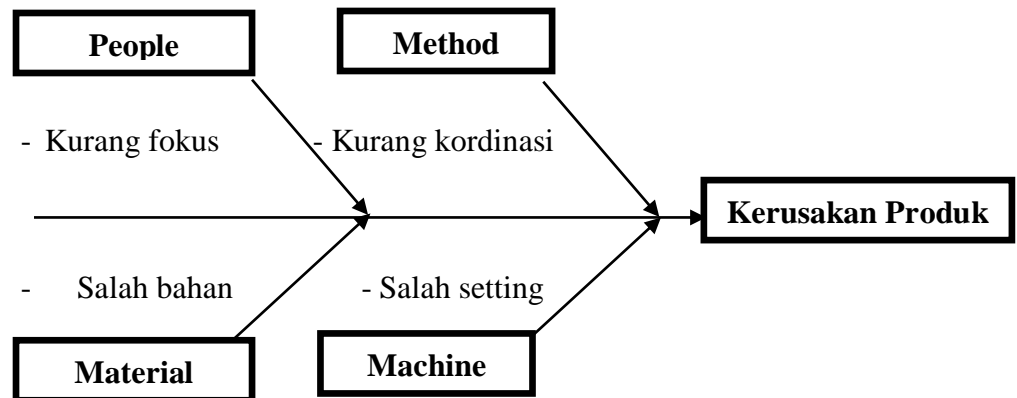 People
Method
- Kurang fokus
- Kurang kordinasi
Kerusakan Produk
- Salah bahan
- Salah setting
Material
Machine